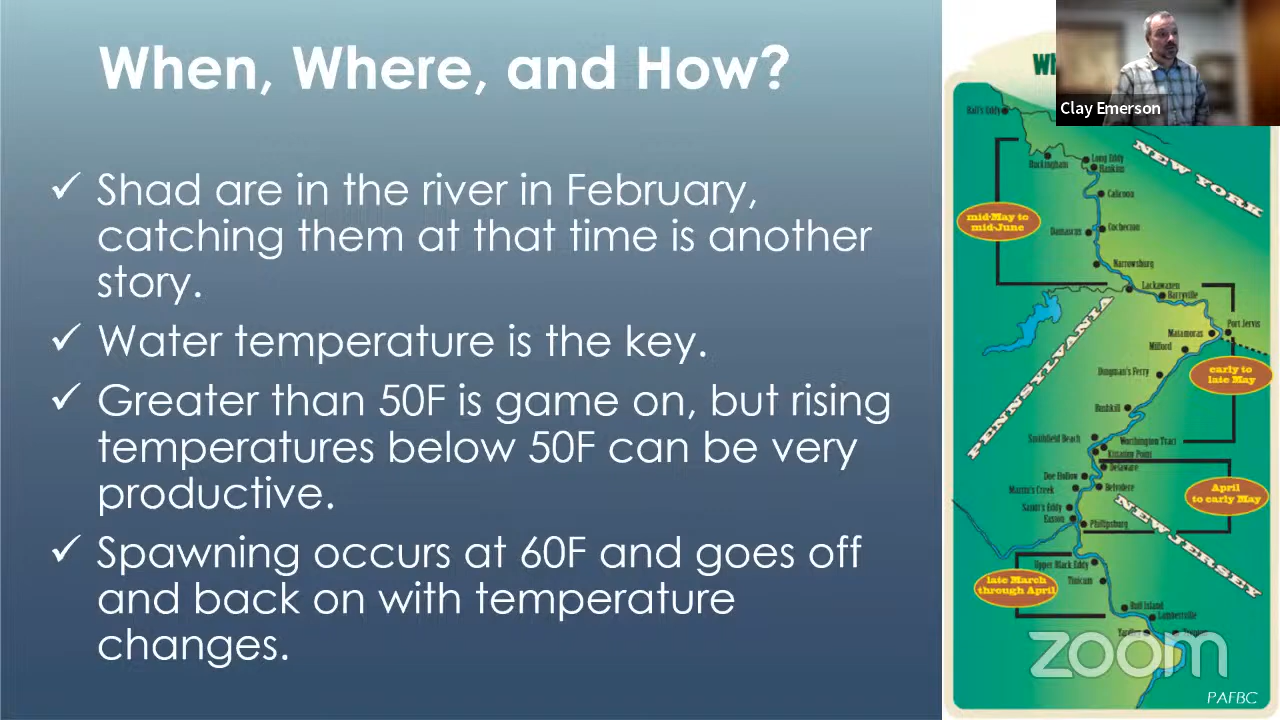 When, Where, and How?
✓ Shad are in the river in February,
catching them at that time is another
story.
✓ Water temperature is the key.
✓ Greater than 50F is game on, but rising
temperatures below 50F can be very
productive.
✓ Spawning occurs at 60F and goes off
and back on with temperature
changes.
Clay Emerson
Ball's Eddy
NEW YORK
Buckingham
Long Eddy
Hankins
Callicoon
mid-May to
mid-June
Damascus
Cochecton
Narrowsburg
Lackawaxen
Barryville
Port Jervis
Matamoras
Milford
PENNSYLVANIA
Dingman's Ferry
early to
late May
Bushkill
Smithfield Beach
Worthington Tract
Kittatiny Point
Delaware
Doe Hollow
Belvidere
Martin's Creek
April
to early May
Sandt's Eddy
Easton
Phillipsburg
NEW JERSEY
Upper Black Eddy
Tinicum
late March
through April
Bull Island
Lambertville
Yardley
zoom
PAFBC